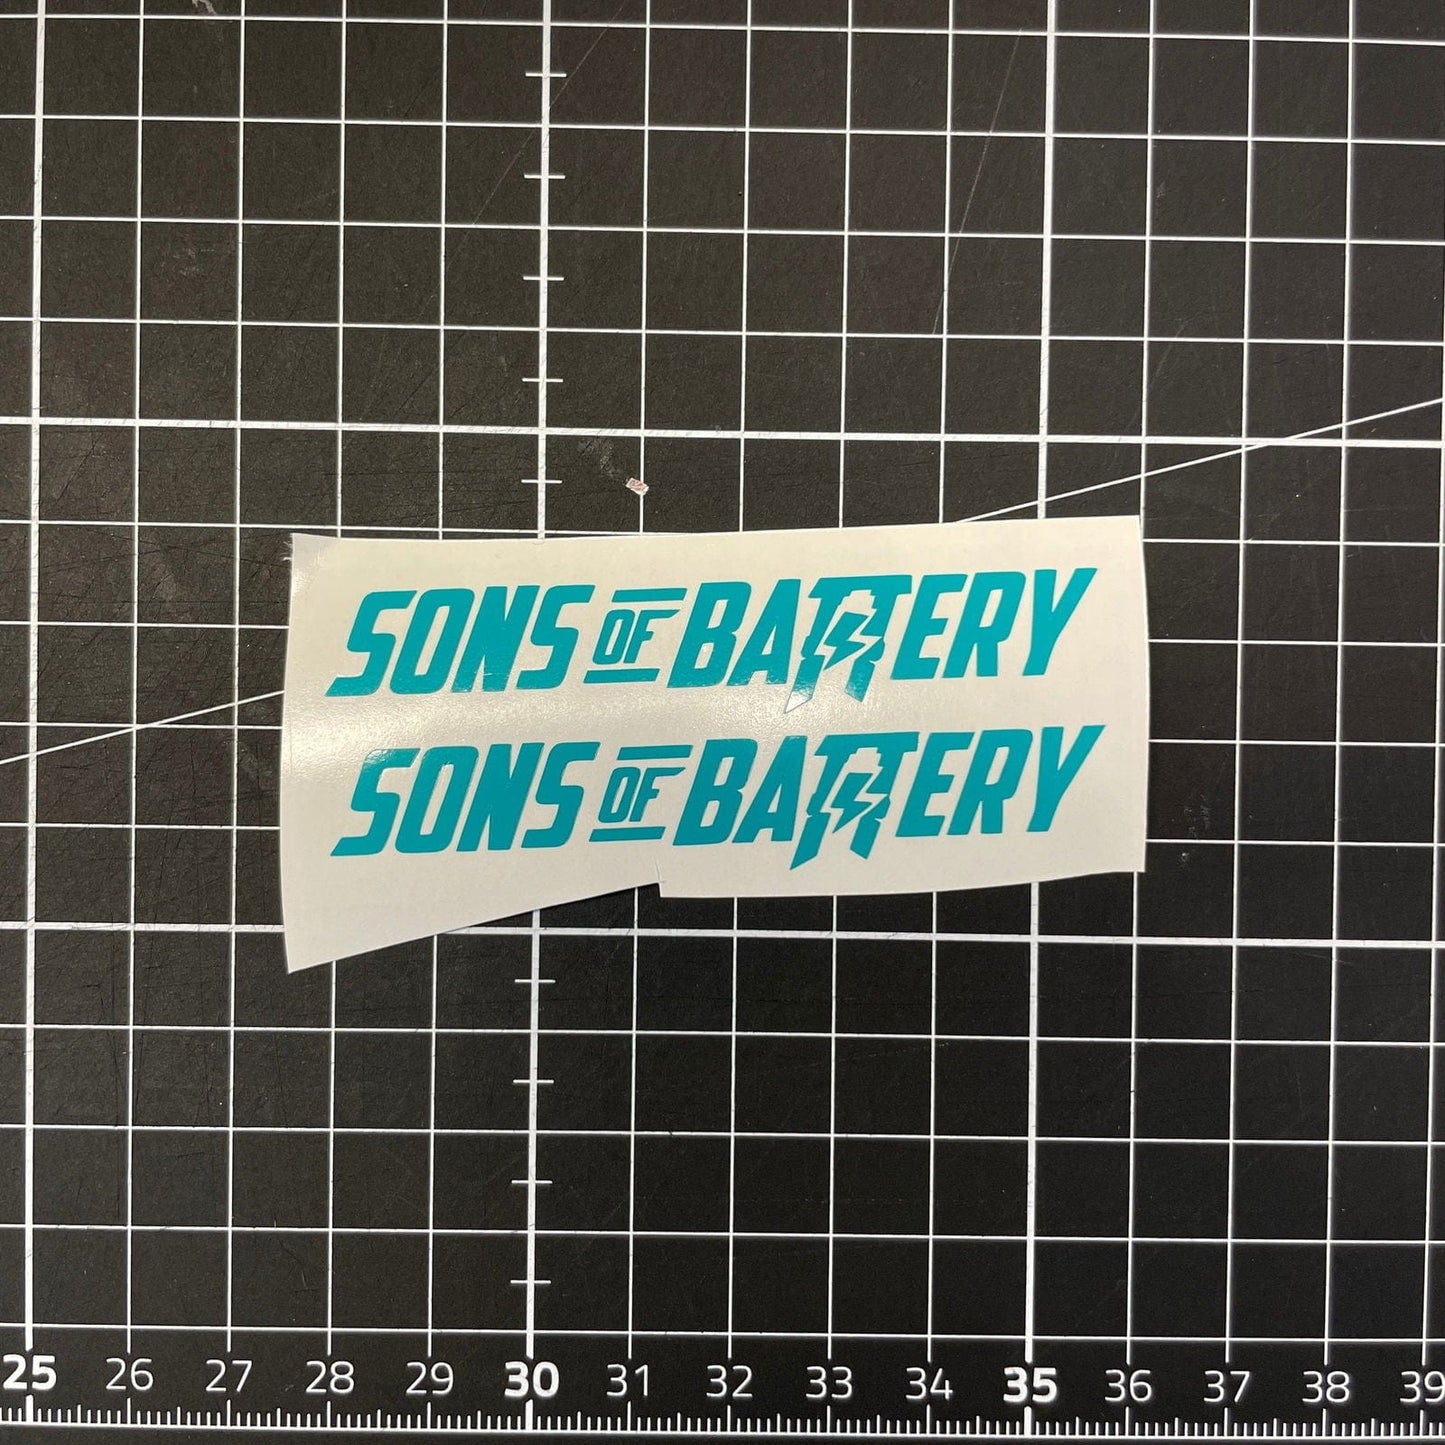 SONS OF BATTERY
SONS OF BATTERY
25 26 27 28 29 30 31 32 33 34 35 36 37 38 39